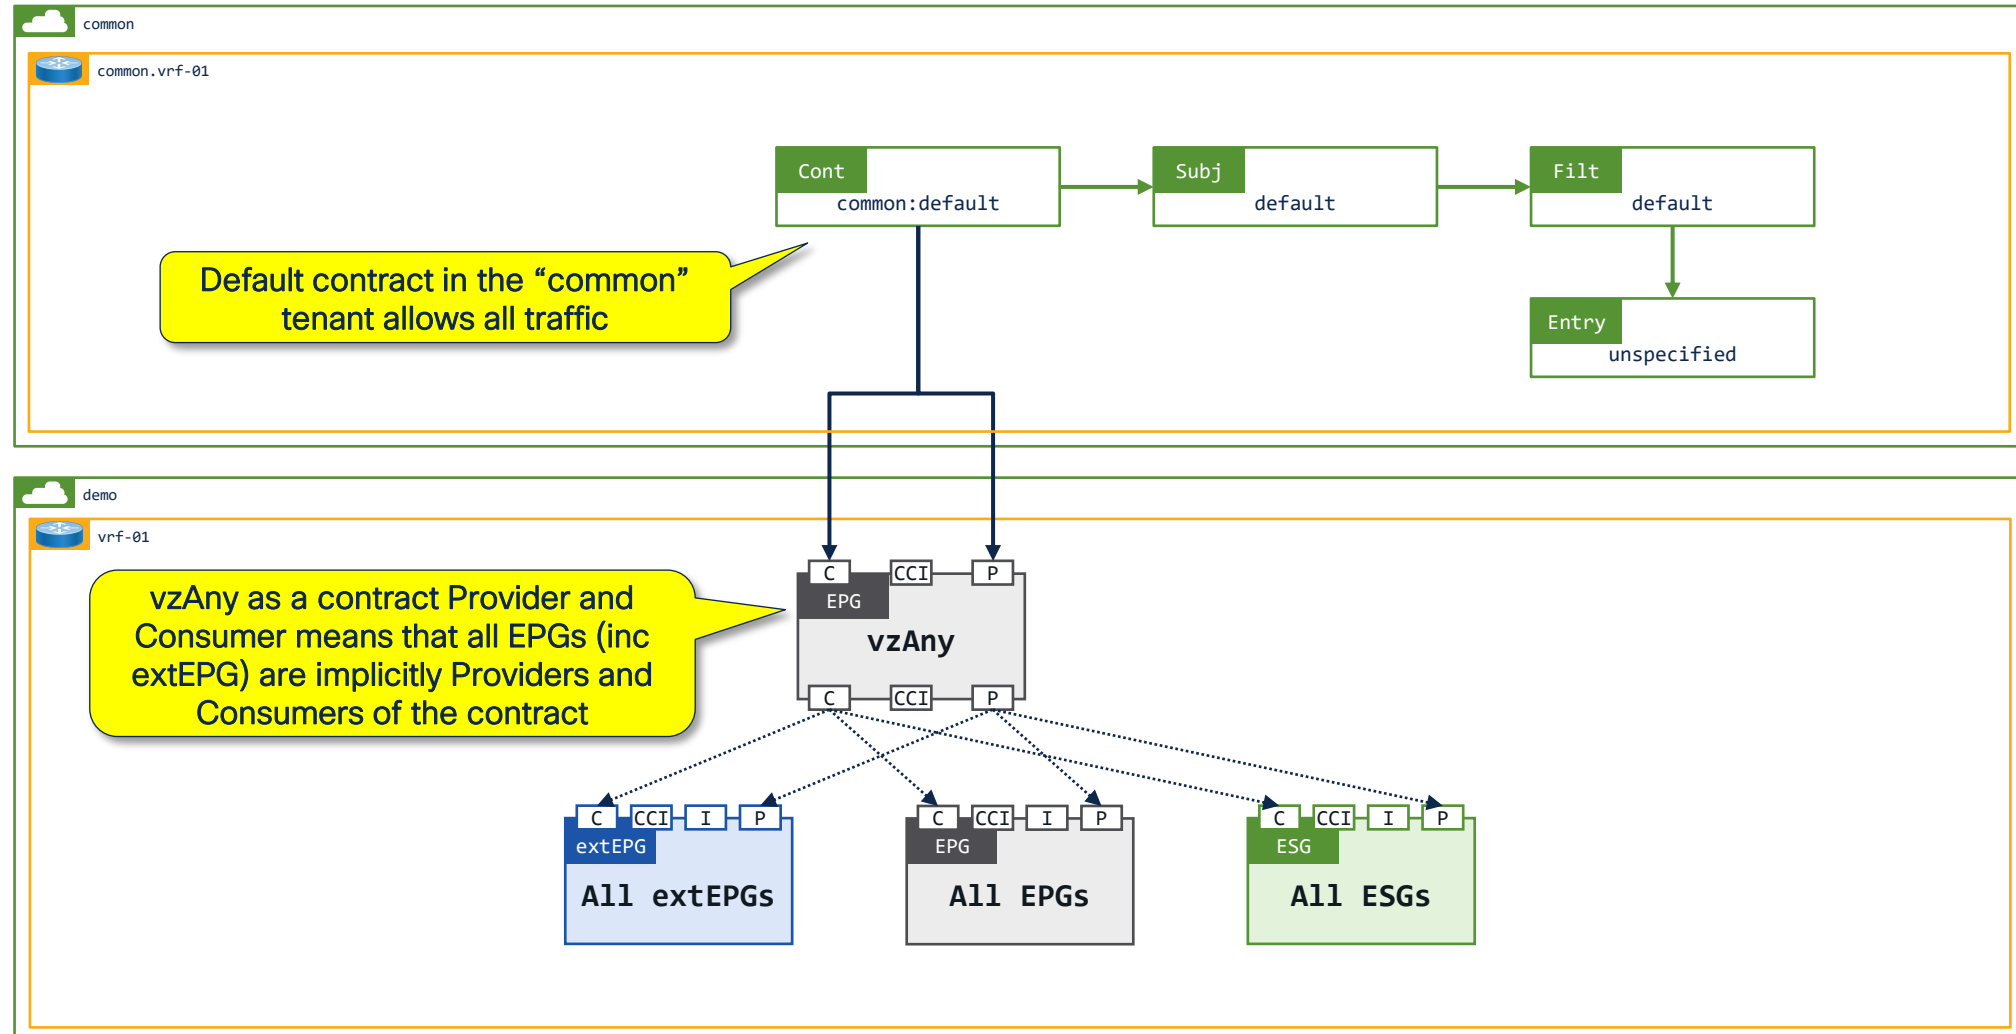 common
common.vrf-01
Cont
common:default
Subj
default
Filt
default
Default contract in the “common”
tenant allows all traffic
Entry
unspecified
demo
vrf-01
vzAny as a contract Provider and
Consumer means that all EPGs (inc
extEPG) are implicitly Providers and
Consumers of the contract
C CCI P
EPG
vzAny
C CCI P
C CCI I P
extEPG
All extEPGs
C CCI I P
EPG
All EPGs
C CCI I P
ESG
All ESGs